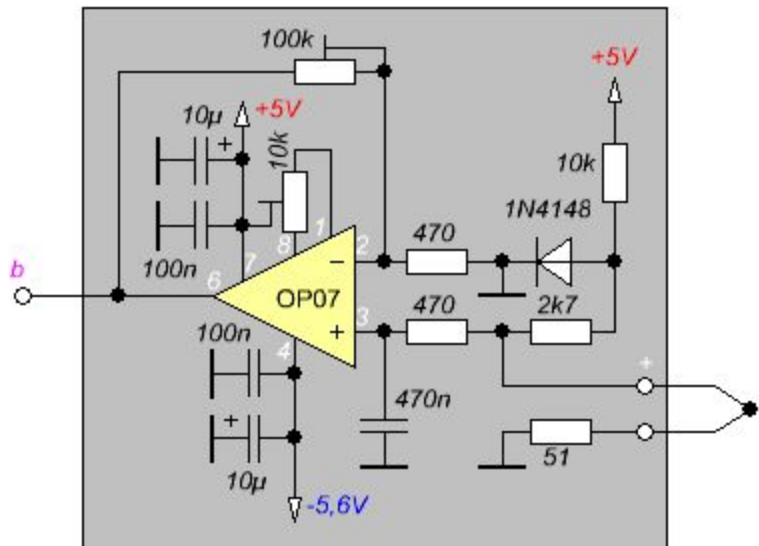 100k
+5V
10µ
+5V
+
10k
10k
1N4148
1
470
8
2
-
100n
7
b
6
OP07
470
2k7
3
+
100n
4
+
470n
+
51
10µ
-5,6V